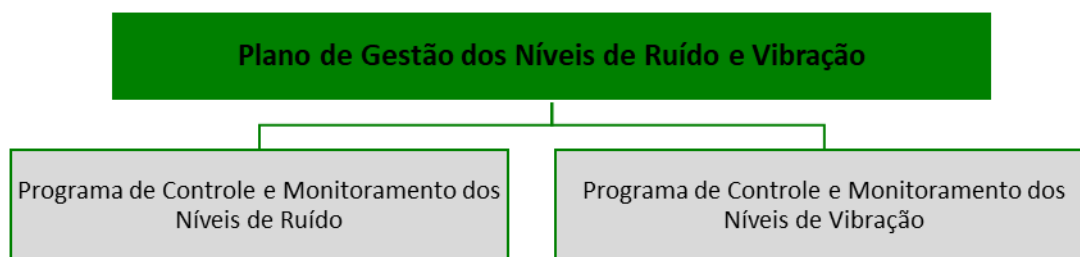 Plano de Gestão dos Níveis de Ruído e Vibração
Programa de Controle e Monitoramento dos
Níveis de Ruído
Programa de Controle e Monitoramento dos
Níveis de Vibração